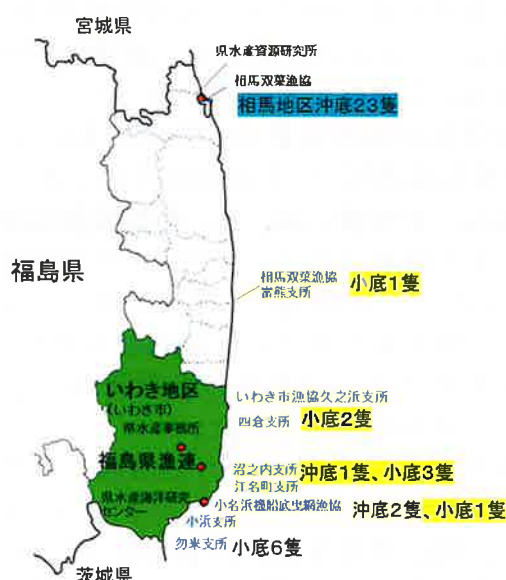 宮城県
県水産資源研究所
相馬双葉漁協
相馬地区沖底23隻
福島県
相馬双葉漁協
富熊支所
小底1隻
いわき地区
(いわき市)
県水産事務所
いわき市漁協久之浜支所
四倉支所
小底2隻
福島県漁連
沼之内支所
江名町支所
沖底1隻、小底3隻
県水産海洋研究
センター
小名浜機船底曳網漁協
沖底2隻、小底1隻
小浜支所
勿来支所
小底6隻
茨城県